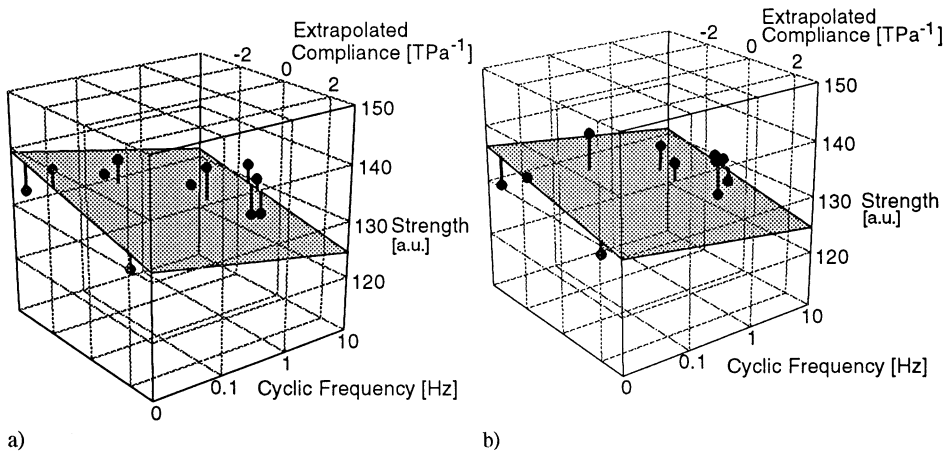 Extrapolated
Compliance [TPa⁻¹]
-2
0
2
150
140
130
120
Strength
[a.u.]
10
1
0.1
0
Cyclic Frequency [Hz]
a)
Extrapolated
Compliance [TPa⁻¹]
-2
0
2
150
140
130
120
Strength
[a.u.]
10
1
0.1
0
Cyclic Frequency [Hz]
b)